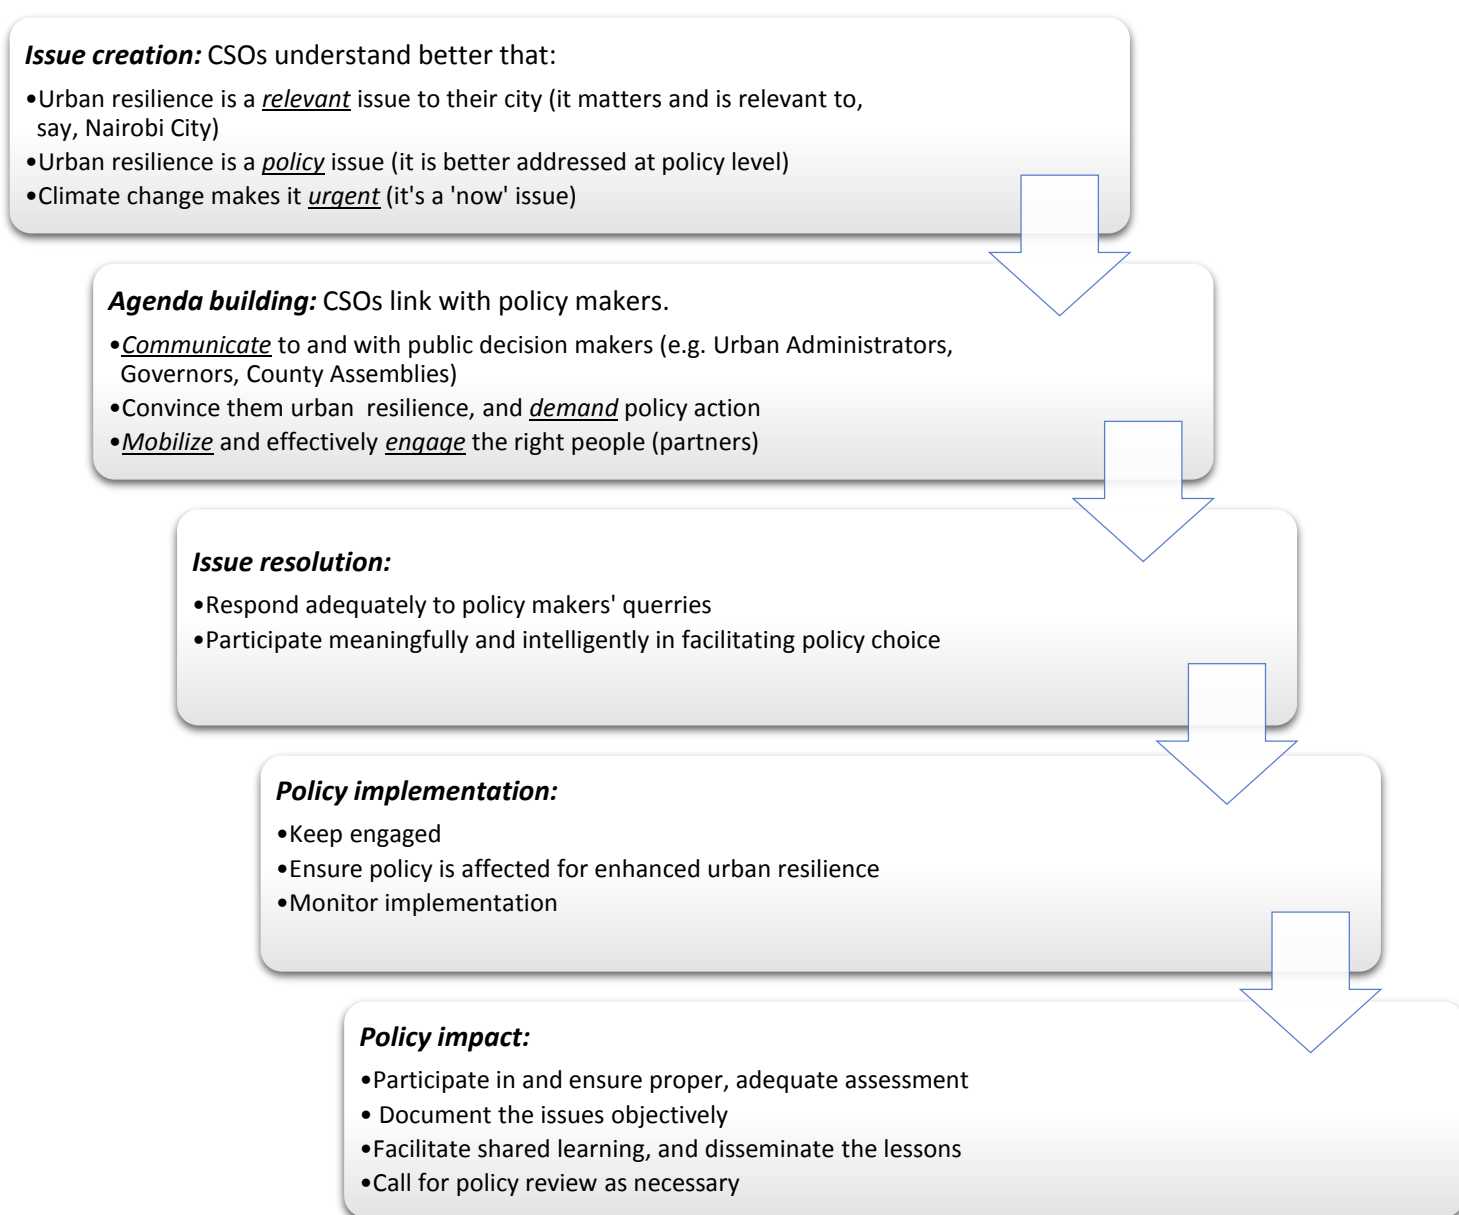 Issue creation: CSOs understand better that:
•Urban resilience is a relevant issue to their city (it matters and is relevant to,
say, Nairobi City)
•Urban resilience is a policy issue (it is better addressed at policy level)
•Climate change makes it urgent (it's a 'now' issue)
Agenda building: CSOs link with policy makers.
•Communicate to and with public decision makers (e.g. Urban Administrators,
Governors, County Assemblies)
•Convince them urban  resilience, and demand policy action
•Mobilize and effectively engage the right people (partners)
Issue resolution:
•Respond adequately to policy makers' querries
•Participate meaningfully and intelligently in facilitating policy choice
Policy implementation:
•Keep engaged
•Ensure policy is affected for enhanced urban resilience
•Monitor implementation
Policy impact:
•Participate in and ensure proper, adequate assessment
• Document the issues objectively
•Facilitate shared learning, and disseminate the lessons
•Call for policy review as necessary